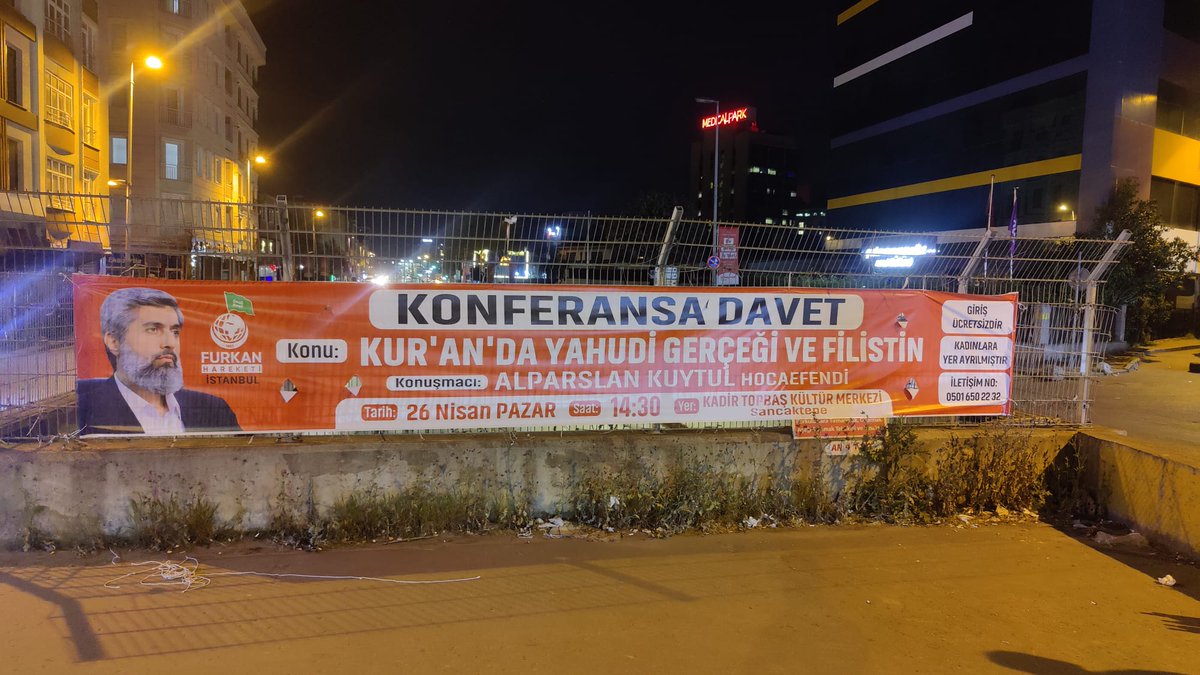 MEDICALPARK
KONFERANSA DAVET
FURKAN
HAREKETİ
İSTANBUL
Konu: KUR'AN'DA YAHUDİ GERÇEĞİ VE FİLİSTİN
Konuşmacı: ALPARSLAN KUYTUL HOCAEFENDİ
Tarih: 26 Nisan PAZAR Saat: 14:30 Yer: KADİR TOPBAŞ KÜLTÜR MERKEZİ
Sancaktepe
GİRİŞ
ÜCRETSİZDİR
KADINLARA
YER AYRILMIŞTIR
İLETİŞİM NO:
0501 650 22 32